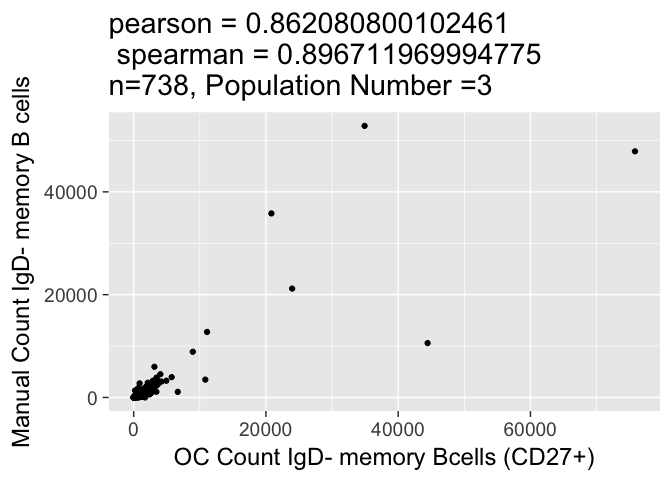 pearson = 0.862080800102461
spearman = 0.896711969994775
n=738, Population Number =3
Manual Count IgD- memory B cells
40000
20000
0
0 20000 40000 60000
OC Count IgD- memory Bcells (CD27+)